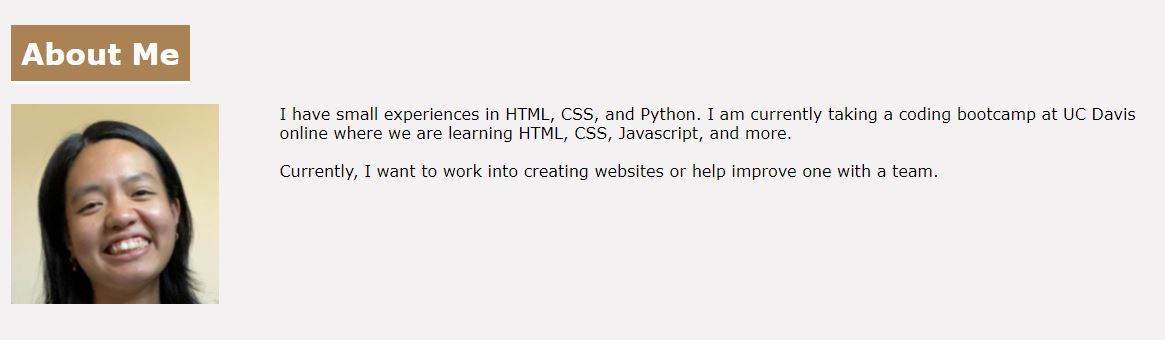 About Me
I have small experiences in HTML, CSS, and Python. I am currently taking a coding bootcamp at UC Davis
online where we are learning HTML, CSS, Javascript, and more.
Currently, I want to work into creating websites or help improve one with a team.